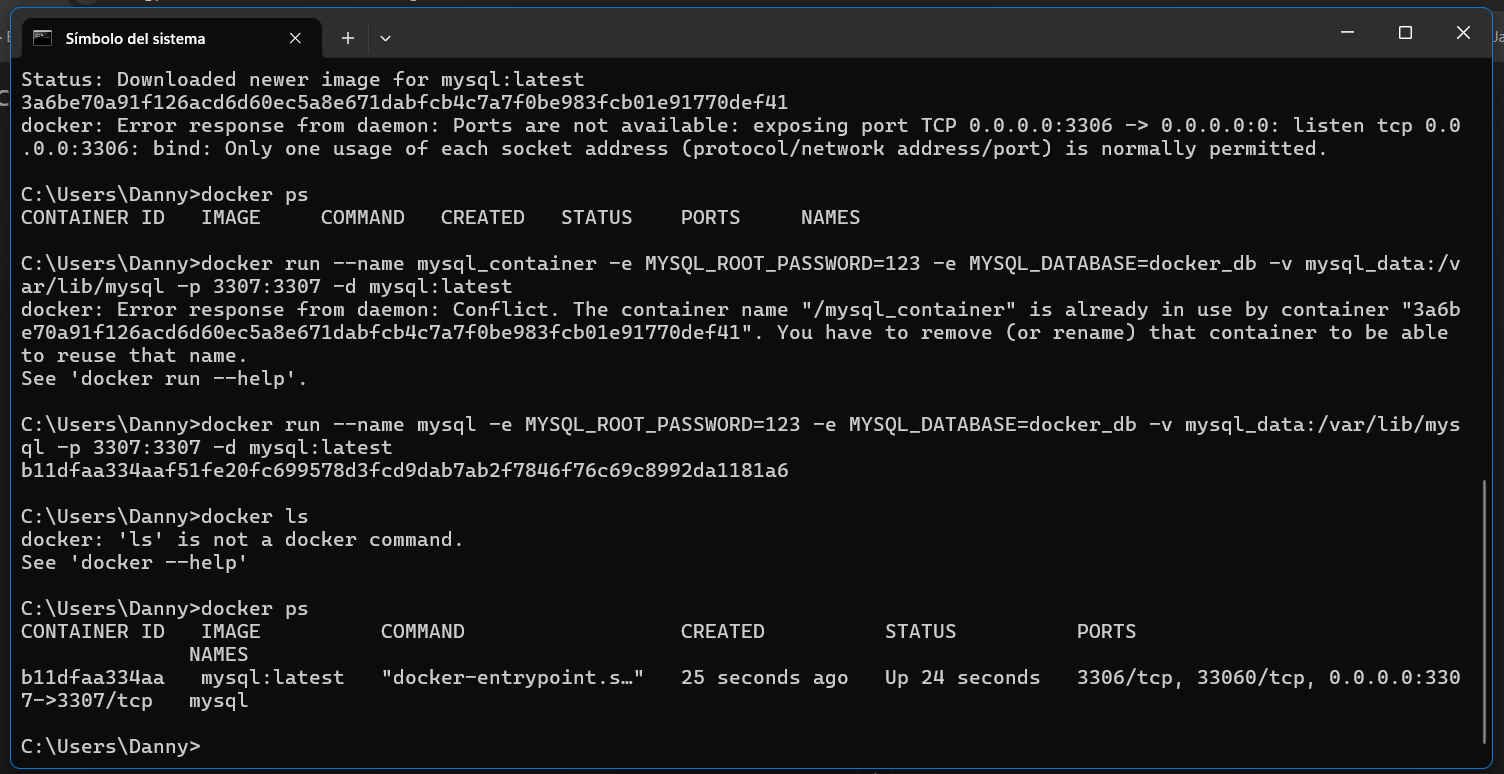 Símbolo del sistema
Status: Downloaded newer image for mysql:latest
3a6be70a91f126acd6d60ec5a8e671dabfcb4c7a7f0be983fcb01e91770def41
docker: Error response from daemon: Ports are not available: exposing port TCP 0.0.0.0:3306 -> 0.0.0.0:0: listen tcp 0.0
.0.0:3306: bind: Only one usage of each socket address (protocol/network address/port) is normally permitted.
C:\Users\Danny>docker ps
CONTAINER ID   IMAGE     COMMAND   CREATED   STATUS    PORTS     NAMES
C:\Users\Danny>docker run --name mysql_container -e MYSQL_ROOT_PASSWORD=123 -e MYSQL_DATABASE=docker_db -v mysql_data:/v
ar/lib/mysql -p 3307:3307 -d mysql:latest
docker: Error response from daemon: Conflict. The container name "/mysql_container" is already in use by container "3a6b
e70a91f126acd6d60ec5a8e671dabfcb4c7a7f0be983fcb01e91770def41". You have to remove (or rename) that container to be able
to reuse that name.
See 'docker run --help'.
C:\Users\Danny>docker run --name mysql -e MYSQL_ROOT_PASSWORD=123 -e MYSQL_DATABASE=docker_db -v mysql_data:/var/lib/mys
ql -p 3307:3307 -d mysql:latest
b11dfaa334aaf51fe20fc699578d3fcd9dab7ab2f7846f76c69c8992da1181a6
C:\Users\Danny>docker ls
docker: 'ls' is not a docker command.
See 'docker --help'
C:\Users\Danny>docker ps
CONTAINER ID   IMAGE          COMMAND                  CREATED          STATUS          PORTS
NAMES
b11dfaa334aa   mysql:latest   "docker-entrypoint.s…"   25 seconds ago   Up 24 seconds   3306/tcp, 33060/tcp, 0.0.0.0:330
7->3307/tcp   mysql
C:\Users\Danny>